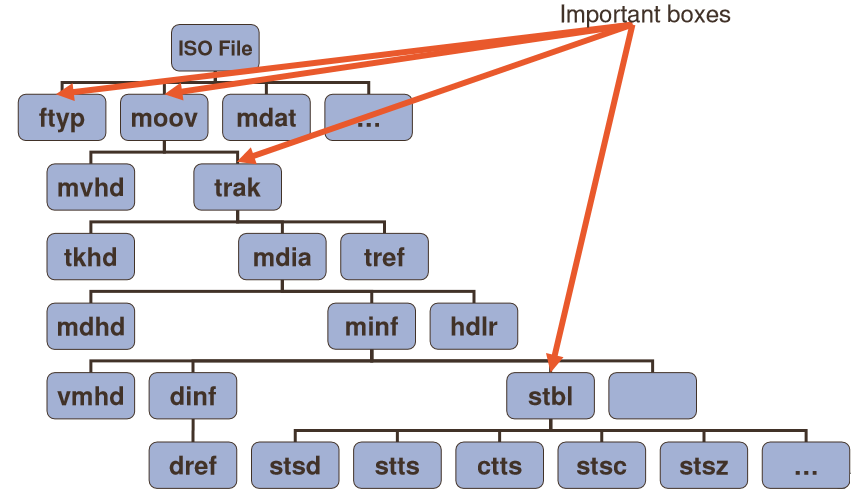 Important boxes
ISO File
ftyp moov mdat ...
mvhd trak
tkhd mdia tref
mdhd minf hdlr
vmhd dinf stbl
dref stsd stts ctts stsc stsz ...